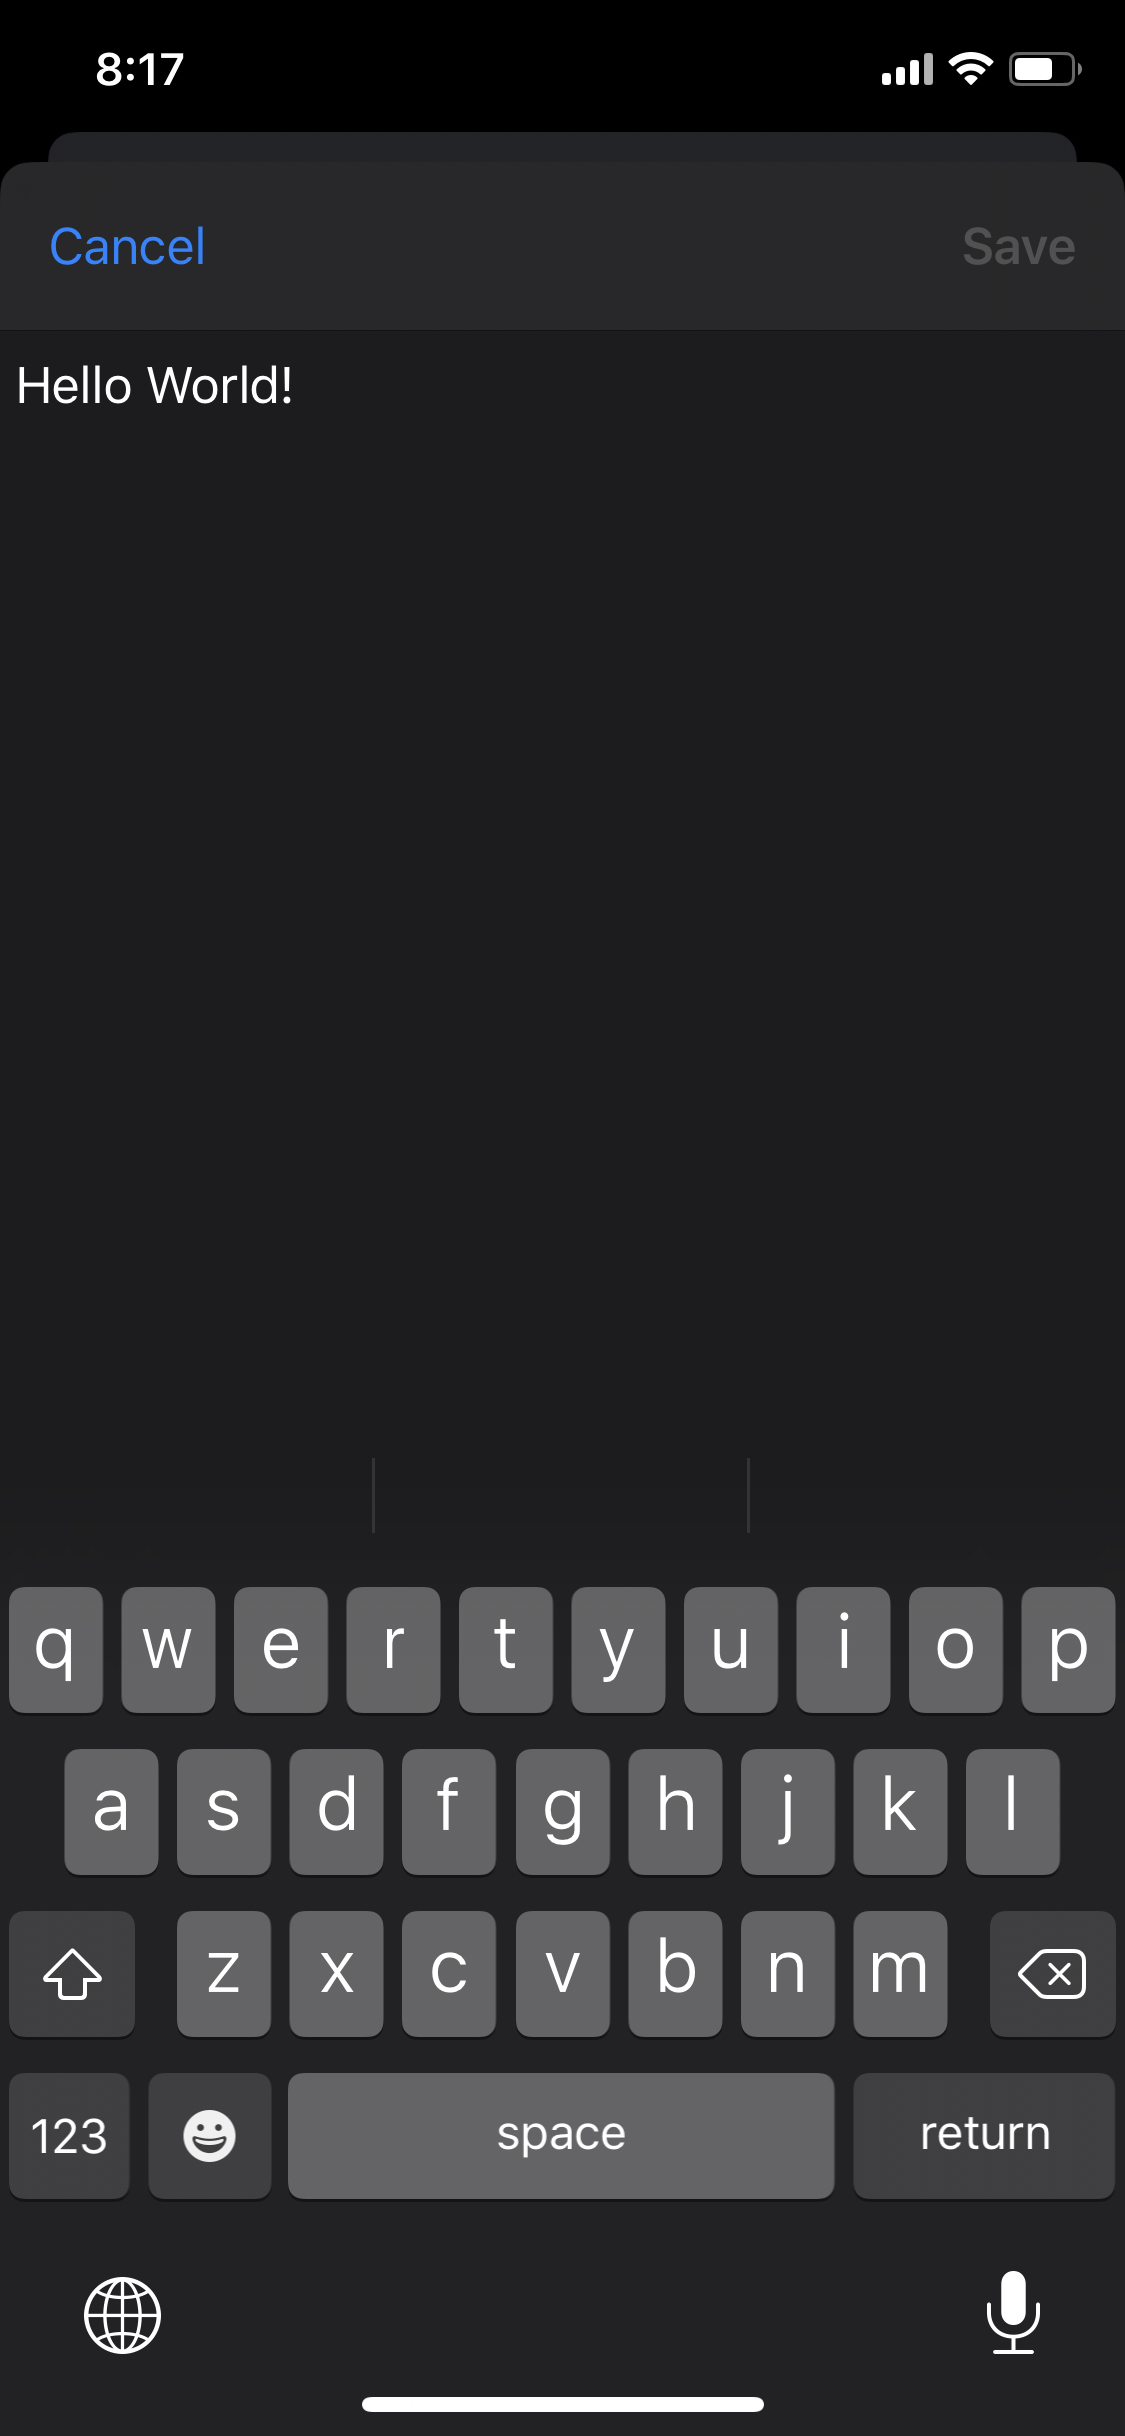 8:17
Cancel Save
Hello World!
q w e r t y u i o p
a s d f g h j k l
z x c v b n m
123 space return